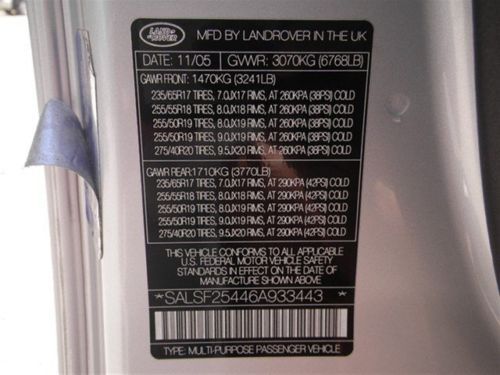 LAND-
ROVER
MFD BY LANDROVER IN THE UK
DATE: 11/05 GVWR: 3070KG (6768LB)
GAWR FRONT: 1470KG (3241LB)
235/65R17 TIRES, 7.0JX17 RIMS, AT 260KPA (38PSI) COLD
255/55R18 TIRES, 8.0JX18 RIMS, AT 260KPA (38PSI) COLD
255/50R19 TIRES, 8.0JX19 RIMS, AT 260KPA (38PSI) COLD
255/50R19 TIRES, 9.0JX19 RIMS, AT 260KPA (38PSI) COLD
275/40R20 TIRES, 9.5JX20 RIMS, AT 260KPA (38PSI) COLD
GAWR REAR:1710KG (3770LB)
235/65R17 TIRES, 7.0JX17 RIMS, AT 290KPA (42PSI) COLD
255/55R18 TIRES, 8.0JX18 RIMS, AT 290KPA (42PSI) COLD
255/50R19 TIRES, 8.0JX19 RIMS, AT 290KPA (42PSI) COLD
255/50R19 TIRES, 9.0JX19 RIMS, AT 290KPA (42PSI) COLD
275/40R20 TIRES, 9.5JX20 RIMS, AT 290KPA (42PSI) COLD
THIS VEHICLE CONFORMS TO ALL APPLICABLE
U.S. FEDERAL MOTOR VEHICLE SAFETY
STANDARDS IN EFFECT ON THE DATE OF
MANUFACTURE SHOWN ABOVE
*SALSF25446A933443*
TYPE: MULTI-PURPOSE PASSENGER VEHICLE